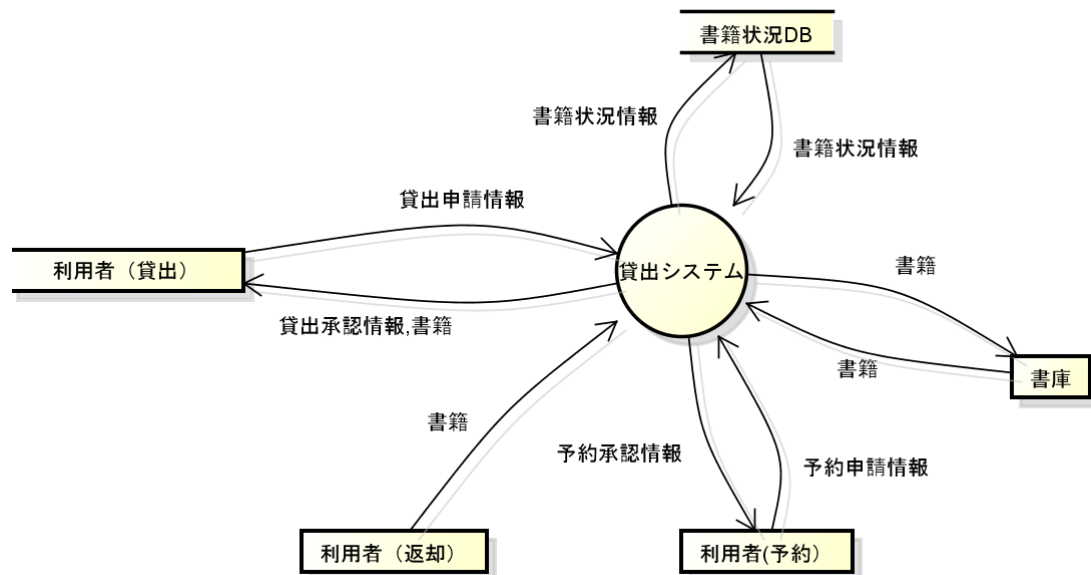 書籍状況DB
書籍状況情報
書籍状況情報
貸出申請情報
利用者（貸出）
貸出システム
書籍
貸出承認情報,書籍
書籍
書庫
書籍
予約承認情報
予約申請情報
利用者（返却）
利用者(予約）